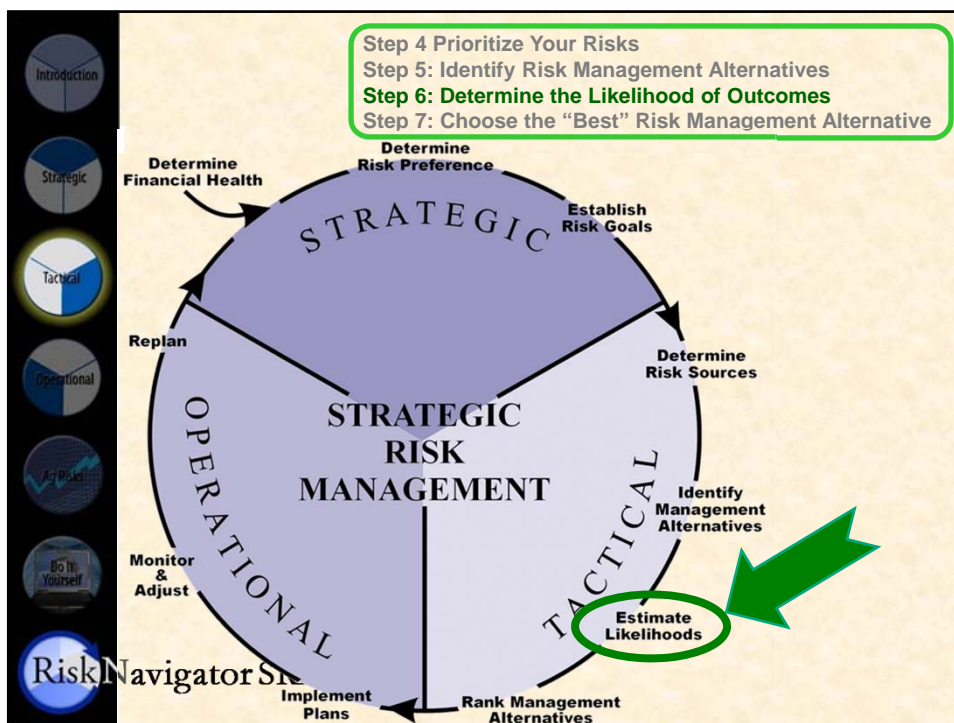 Step 4 Prioritize Your Risks
Step 5: Identify Risk Management Alternatives
Step 6: Determine the Likelihood of Outcomes
Step 7: Choose the “Best” Risk Management Alternative
Introduction
Strategic
Tactical
Operational
Ag Risks
Do It
Yourself
Determine
Financial Health
Determine
Risk Preference
Establish
Risk Goals
STRATEGIC
Replan
Determine
Risk Sources
STRATEGIC
RISK
MANAGEMENT
OPERATIONAL
TACTICAL
Identify
Management
Alternatives
Monitor
&
Adjust
Estimate
Likelihoods
Implement
Plans
Rank Management
Alternatives
Risk Navigator